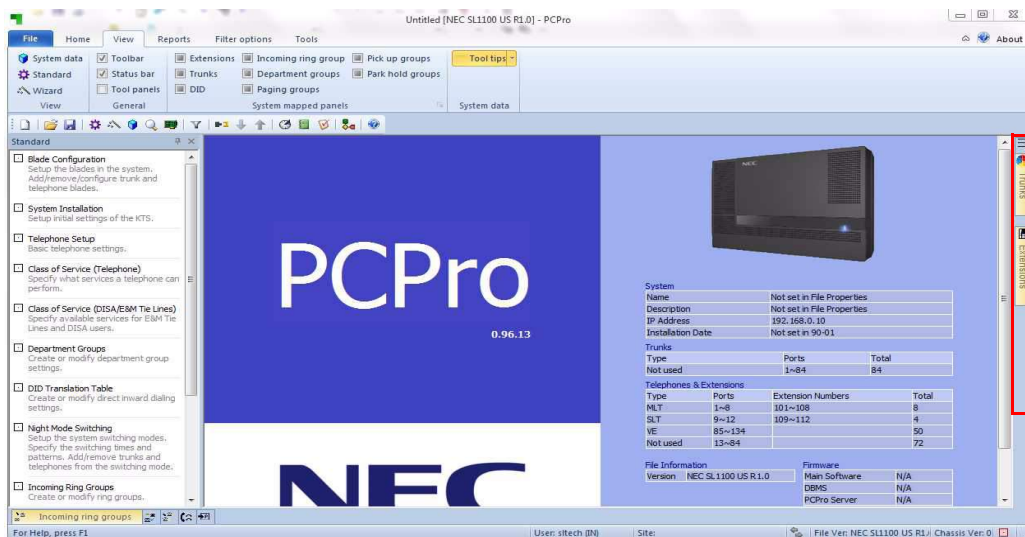 Untitled [NEC SL1100 US R1.0] - PCPro
File Home View Reports Filter options Tools About
System data Toolbar Extensions Incoming ring group Pick up groups Tool tips
Standard Status bar Trunks Department groups Park hold groups
Wizard Tool panels DID Paging groups
View General System mapped panels System data
Standard
Blade Configuration
Setup the blades in the system.
Add/remove/configure trunk and
telephone blades.
System Installation
Setup initial settings of the KTS.
Telephone Setup
Basic telephone settings.
Class of Service (Telephone)
Specify what services a telephone can
perform.
Class of Service (DISA/E&M Tie Lines)
Specify available services for E&M Tie
Lines and DISA users.
Department Groups
Create or modify department group
settings.
DID Translation Table
Create or modify direct inward dialing
settings.
Night Mode Switching
Setup the system switching modes.
Specify the switching times and
patterns. Add/remove trunks and
telephones from the switching mode.
Incoming Ring Groups
Create or modify ring groups.
PCPro
0.96.13
NEC
NEC
System
Name Not set in File Properties
Description Not set in File Properties
IP Address 192.168.0.10
Installation Date Not set in 90-01
Trunks
Type Ports Total
Not used 1~84 84
Telephones & Extensions
Type Ports Extension Numbers Total
MLT 1~8 101~108 8
SLT 9~12 109~112 4
VE 85~134 50
Not used 13~84 72
File Information
Version NEC SL1100 US R1.0
Firmware
Main Software N/A
DBMS N/A
PCPro Server N/A
Trunks
Extensions
Incoming ring groups
For Help, press F1 User: sltech (IN) Site: File Ver: NEC SL1100 US R1. Chassis Ver: 0